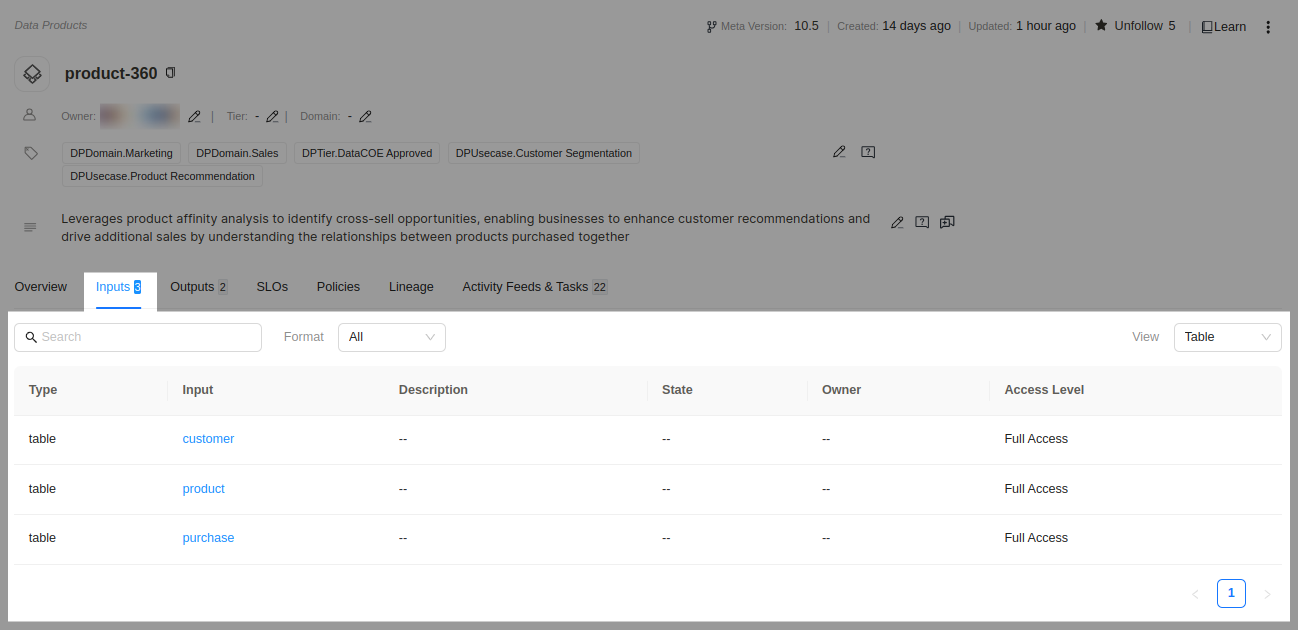 Data Products
Meta Version: 10.5 | Created: 14 days ago | Updated: 1 hour ago | Unfollow 5 | Learn
product-360
Owner: | Tier: - | Domain: -
DPDomain.Marketing DPDomain.Sales DPTier.DataCOE Approved DPUsecase.Customer Segmentation
DPUsecase.Product Recommendation
Leverages product affinity analysis to identify cross-sell opportunities, enabling businesses to enhance customer recommendations and
drive additional sales by understanding the relationships between products purchased together
Overview Inputs 3 Outputs 2 SLOs Policies Lineage Activity Feeds & Tasks 22
Search Format All View Table
Type Input Description State Owner Access Level
table customer -- -- -- Full Access
table product -- -- -- Full Access
table purchase -- -- -- Full Access
< 1 >